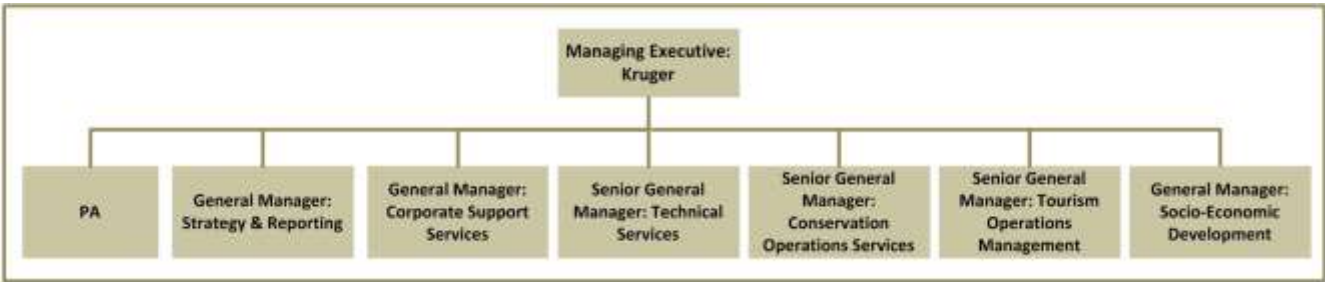 Managing Executive:
Kruger
PA
General Manager:
Strategy & Reporting
General Manager:
Corporate Support
Services
Senior General
Manager: Technical
Services
Senior General
Manager:
Conservation
Operations Services
Senior General
Manager: Tourism
Operations
Management
General Manager:
Socio-Economic
Development